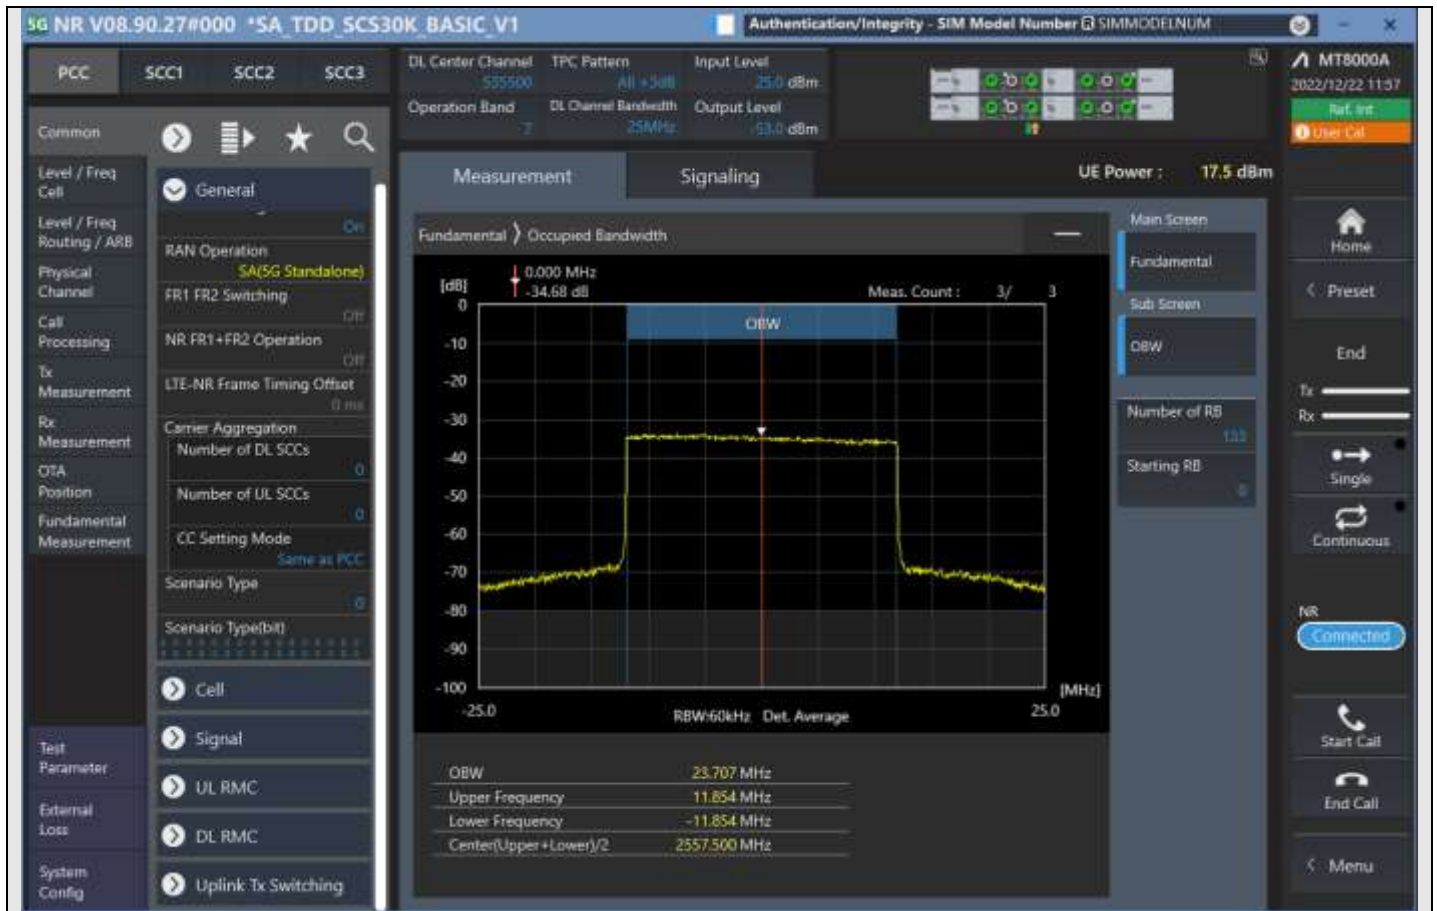 5G NR V08.90.27#000 *SA_TDD_SCS30K_BASIC_V1
Authentication/Integrity - SIM Model Number SIMMODELNUM
PCC SCC1 SCC2 SCC3
DL Center Channel TPC Pattern Input Level
535500 All +3dB 25.0 dBm
Operation Band DL Channel Bandwidth Output Level
7 25MHz -53.0 dBm
MT8000A
2022/12/22 11:57
Ref. Int
User Cal
Common
Level / Freq
Cell
Level / Freq
Routing / ARB
Physical
Channel
Call
Processing
Tx
Measurement
Rx
Measurement
OTA
Position
Fundamental
Measurement
Test
Parameter
External
Loss
System
Config
General
On
RAN Operation
SA(5G Standalone)
FR1 FR2 Switching
Off
NR FR1+FR2 Operation
Off
LTE-NR Frame Timing Offset
0 ms
Carrier Aggregation
Number of DL SCCs
0
Number of UL SCCs
0
CC Setting Mode
Same as PCC
Scenario Type
0
Scenario Type(bit)
Cell
Signal
UL RMC
DL RMC
Uplink Tx Switching
Measurement Signaling
UE Power : 17.5 dBm
Fundamental Occupied Bandwidth
[dB]
0.000 MHz
-34.68 dB
Meas. Count : 3/ 3
OBW
0
-10
-20
-30
-40
-50
-60
-70
-80
-90
-100
[MHz]
-25.0 25.0
RBW:60kHz Det. Average
OBW 23.707 MHz
Upper Frequency 11.854 MHz
Lower Frequency -11.854 MHz
Center(Upper+Lower)/2 2557.500 MHz
Main Screen
Fundamental
Sub Screen
OBW
Number of RB
133
Starting RB
0
Home
Preset
End
Tx
Rx
Single
Continuous
NR
Connected
Start Call
End Call
Menu